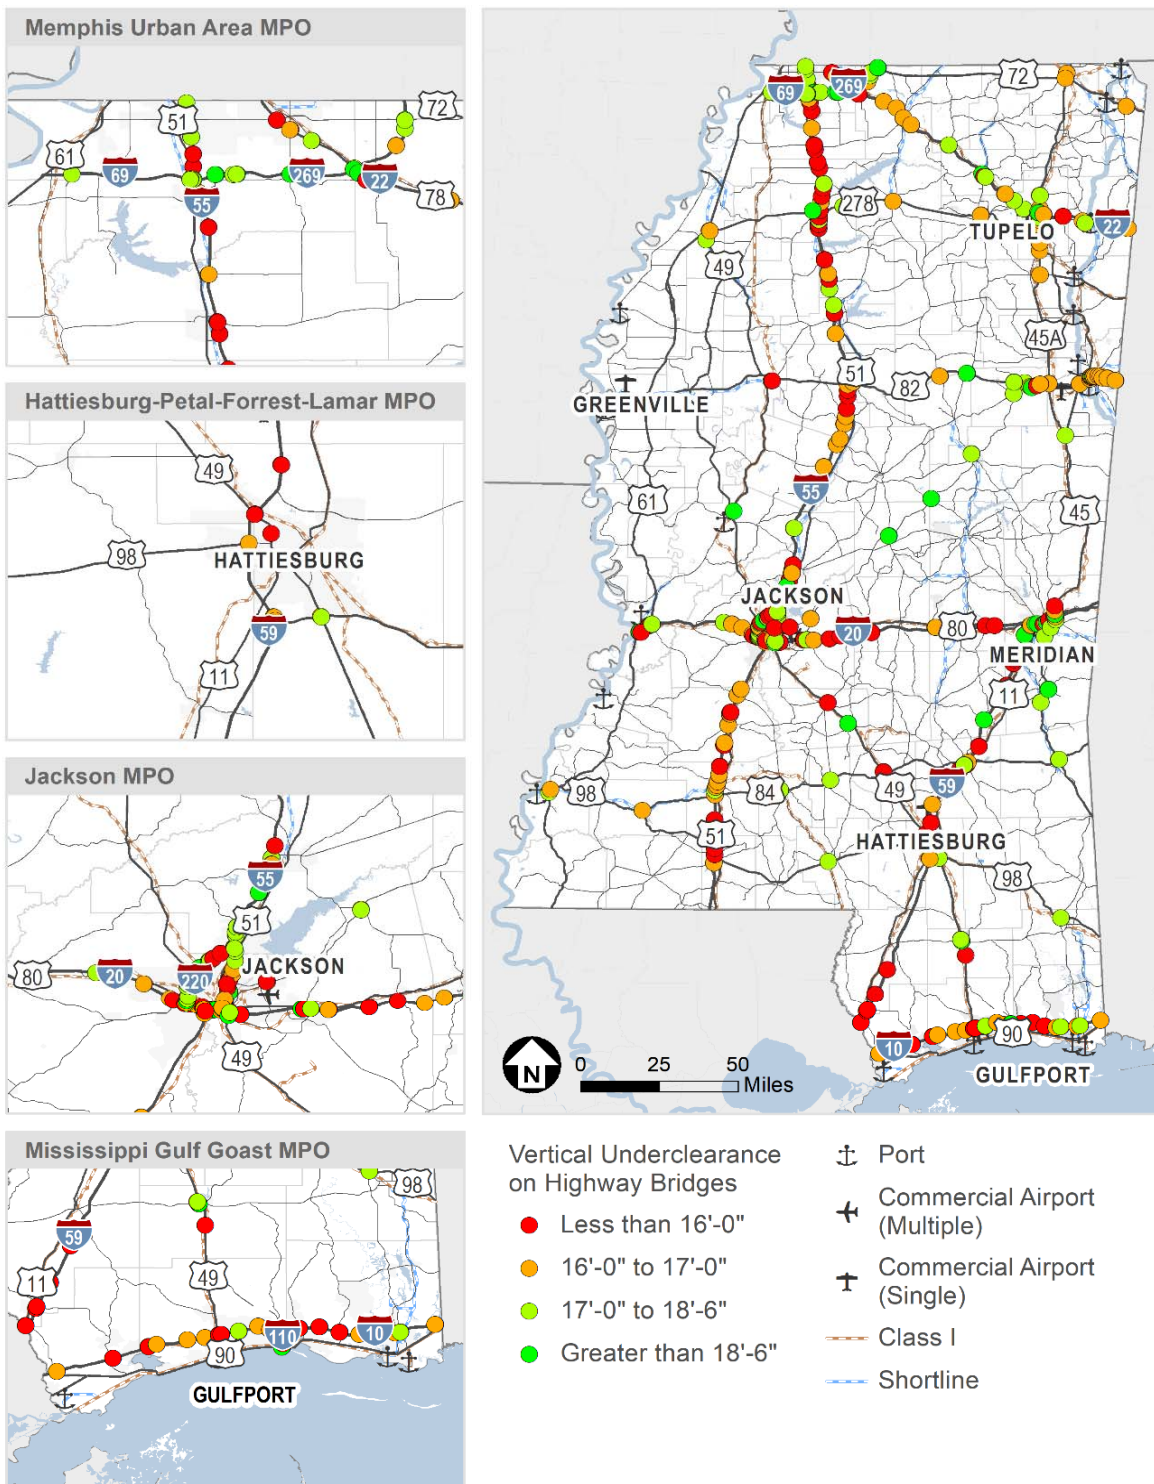 Memphis Urban Area MPO
51
72
61
69
269
22
55
78
Hattiesburg-Petal-Forrest-Lamar MPO
49
98
HATTIESBURG
59
11
Jackson MPO
55
51
80
20
220
JACKSON
49
Mississippi Gulf Goast MPO
98
59
11
49
110
10
90
GULFPORT
69
269
72
278
TUPELO
22
49
45A
51
82
GREENVILLE
55
61
45
JACKSON
20
80
MERIDIAN
11
98
84
49
59
51
HATTIESBURG
98
10
90
GULFPORT
N
0 25 50
Miles
Vertical Underclearance
on Highway Bridges
Less than 16'-0"
16'-0" to 17'-0"
17'-0" to 18'-6"
Greater than 18'-6"
Port
Commercial Airport
(Multiple)
Commercial Airport
(Single)
Class I
Shortline